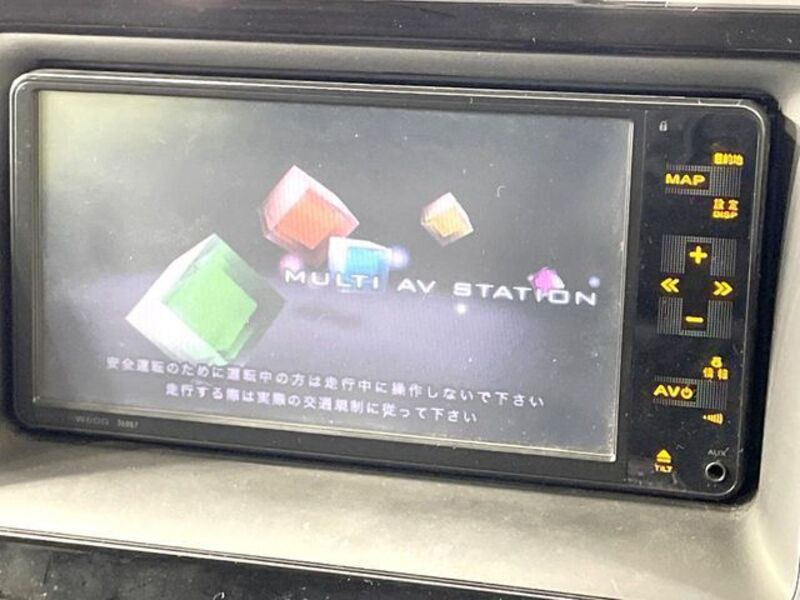 MULTI AV STATION
安全運転のために運転中の方は走行中に操作しないで下さい
走行する際は実際の交通規制に従って下さい
目的地
MAP
設定
DISP
+
-
情報
AV
TILT
AUX